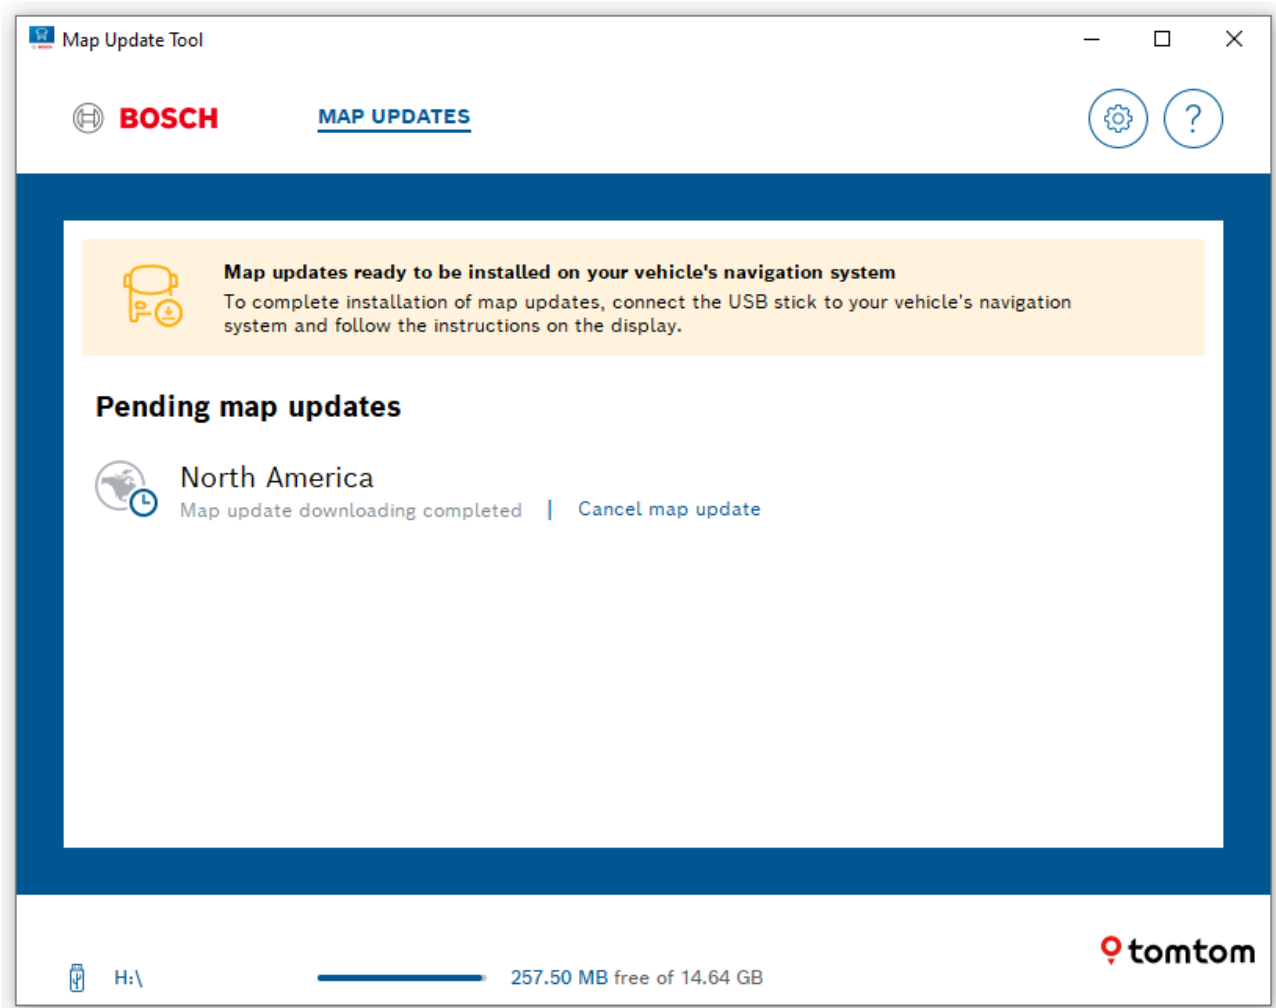 Map Update Tool
BOSCH
MAP UPDATES
?
Map updates ready to be installed on your vehicle's navigation system
To complete installation of map updates, connect the USB stick to your vehicle's navigation
system and follow the instructions on the display.
Pending map updates
North America
Map update downloading completed | Cancel map update
tomtom
H:\ 257.50 MB free of 14.64 GB